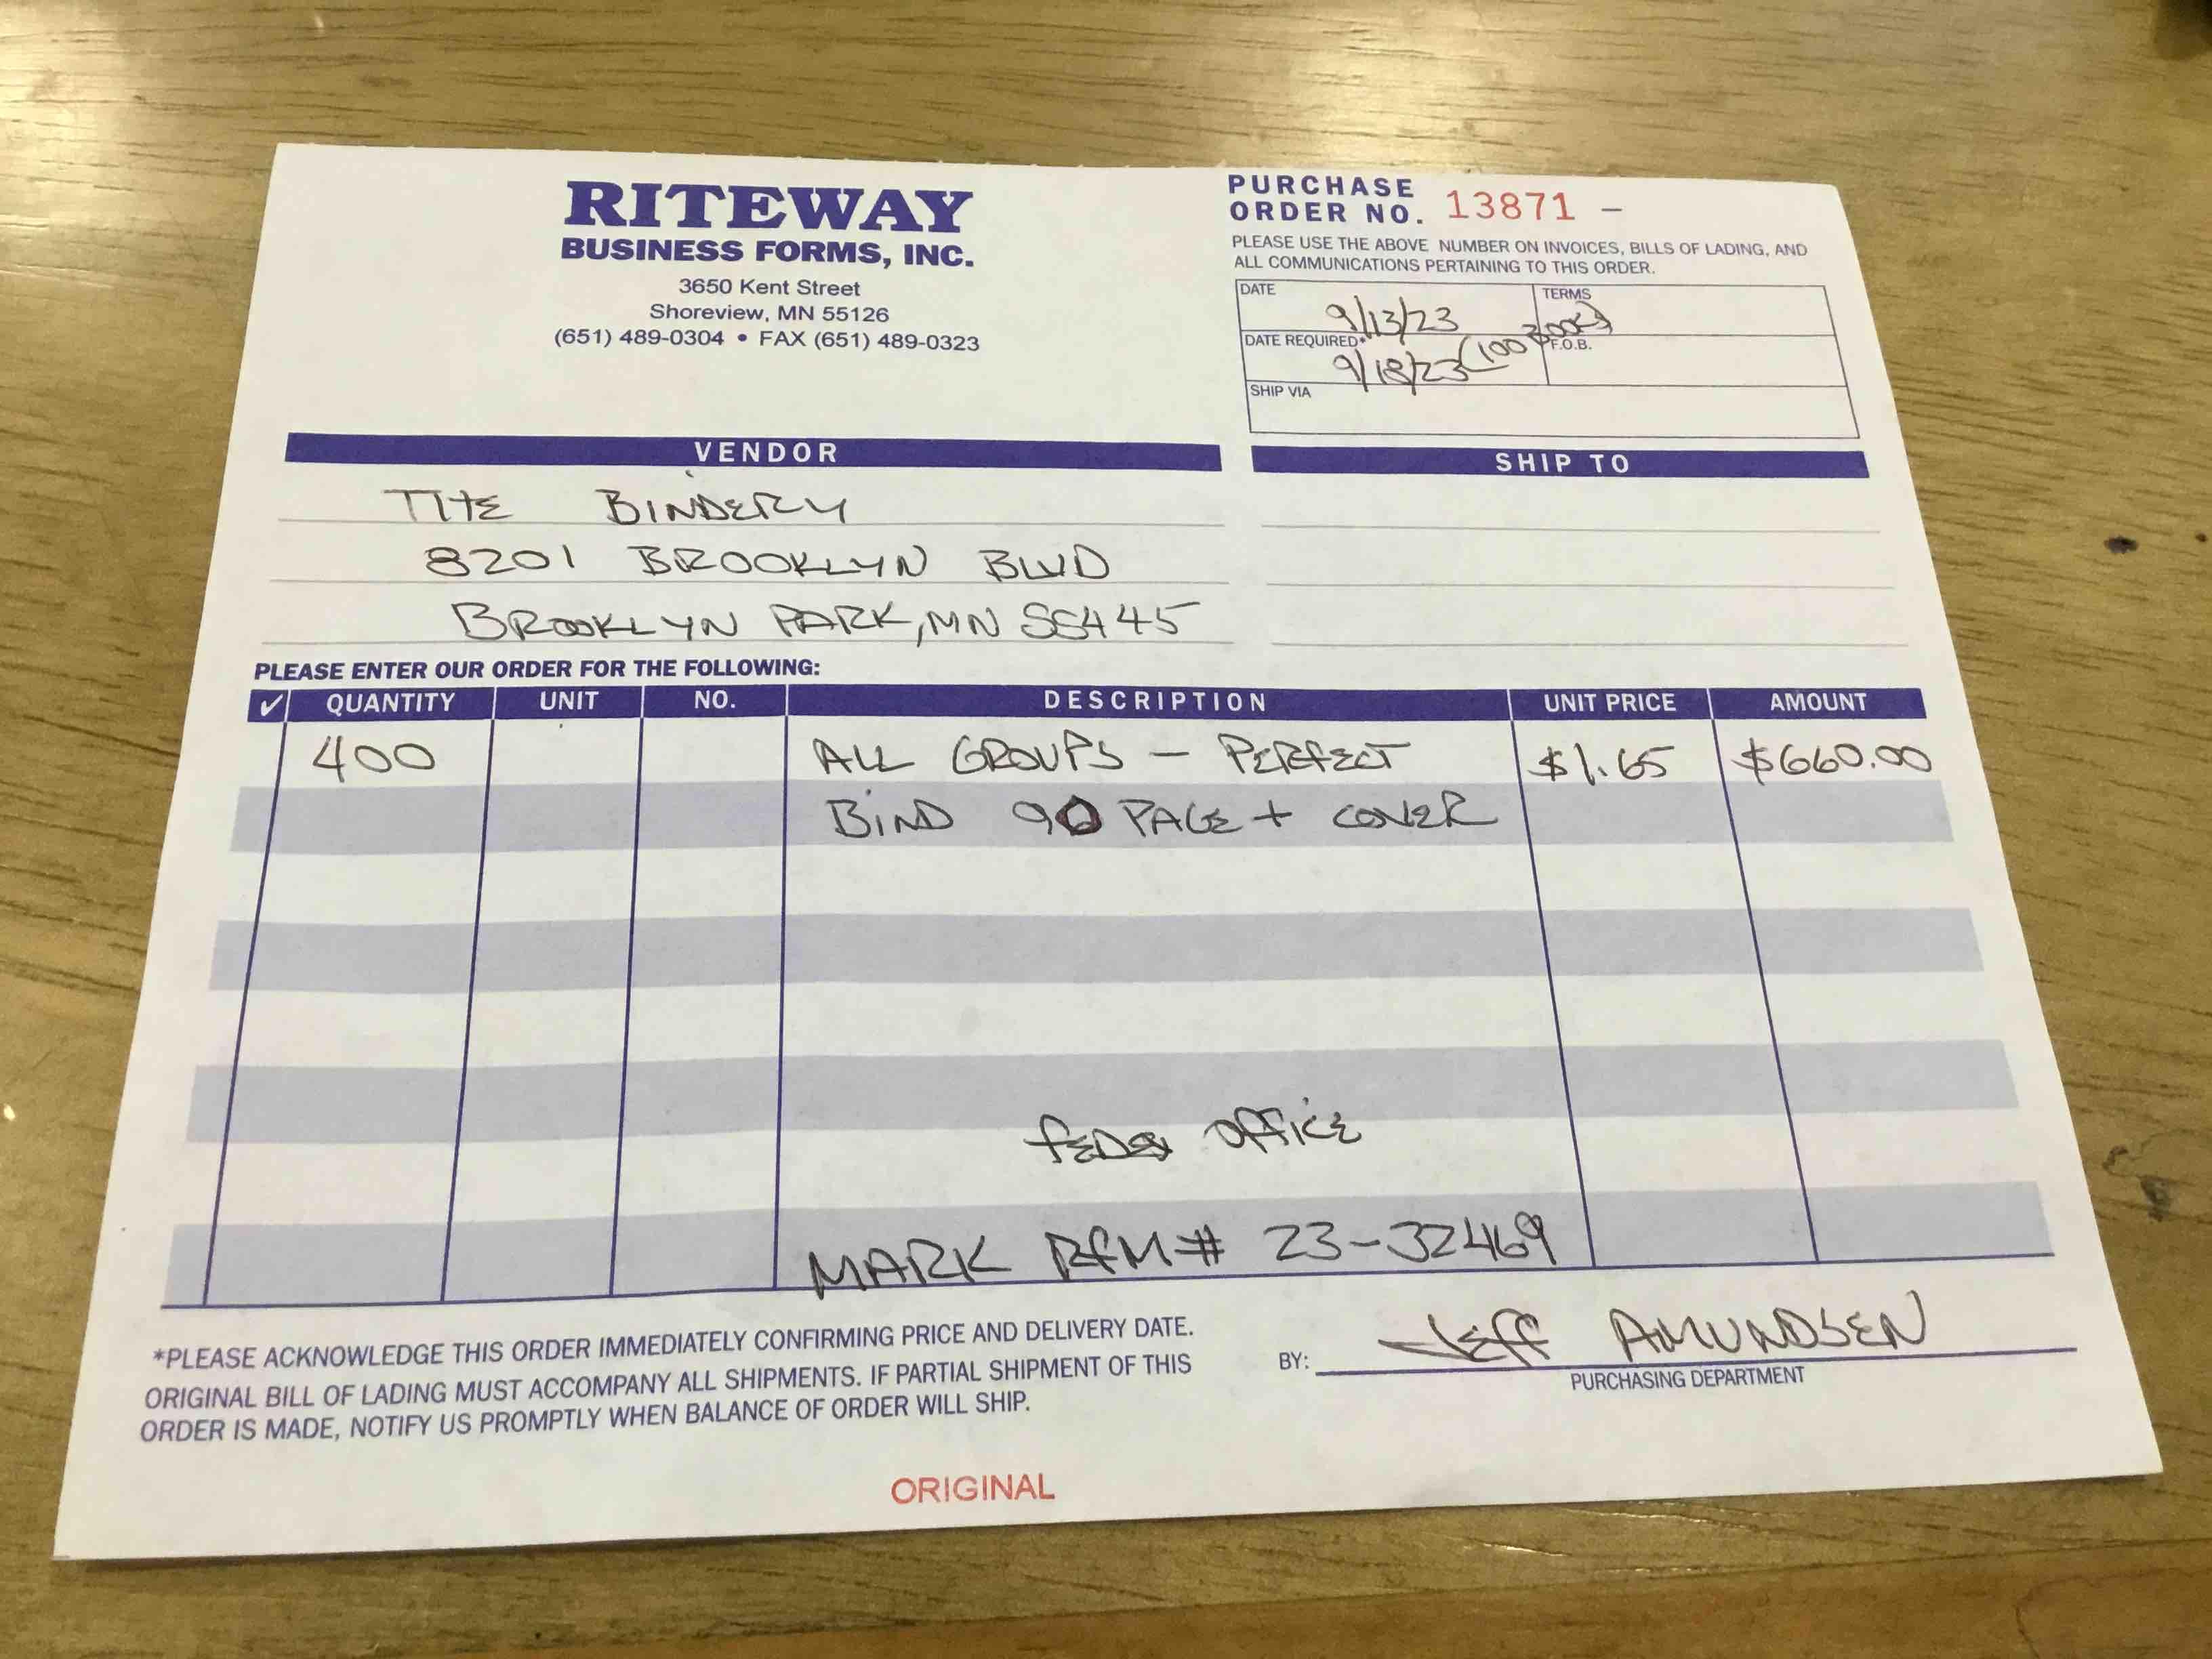 RITEWAY
BUSINESS FORMS, INC.
3650 Kent Street
Shoreview, MN 55126
(651) 489-0304 • FAX (651) 489-0323
PURCHASE
ORDER NO. 13871 -
PLEASE USE THE ABOVE NUMBER ON INVOICES, BILLS OF LADING, AND
ALL COMMUNICATIONS PERTAINING TO THIS ORDER.
DATE 9/13/23
TERMS
DATE REQUIRED* 9/18/23 (100 BOOKS)
F.O.B.
SHIP VIA
VENDOR
THE BINDERY
8201 BROOKLYN BLVD
BROOKLYN PARK, MN 55445
SHIP TO
PLEASE ENTER OUR ORDER FOR THE FOLLOWING:
✓ QUANTITY UNIT NO. DESCRIPTION UNIT PRICE AMOUNT
400 ALL GROUPS - PERFECT $1.65 $660.00
BIND 90 PAGE + COVER
OFFICE
MARK RFM# 23-32469
*PLEASE ACKNOWLEDGE THIS ORDER IMMEDIATELY CONFIRMING PRICE AND DELIVERY DATE.
ORIGINAL BILL OF LADING MUST ACCOMPANY ALL SHIPMENTS. IF PARTIAL SHIPMENT OF THIS
ORDER IS MADE, NOTIFY US PROMPTLY WHEN BALANCE OF ORDER WILL SHIP.
BY: JEFF AMUNDSEN
PURCHASING DEPARTMENT
ORIGINAL